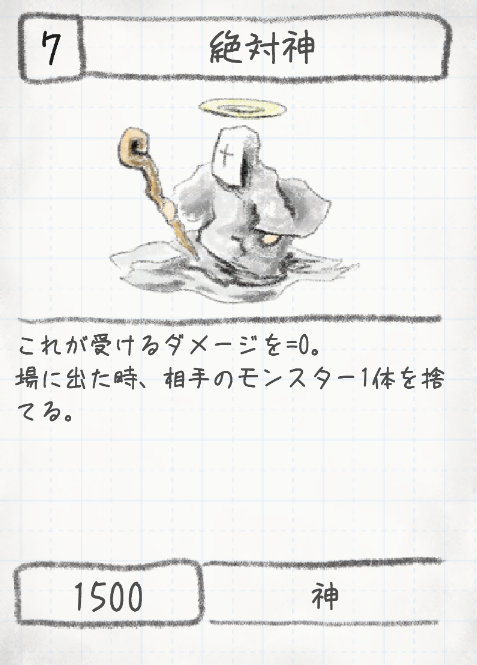 7
絶対神
これが受けるダメージを=0。
場に出た時、相手のモンスター1体を捨
てる。
1500
神